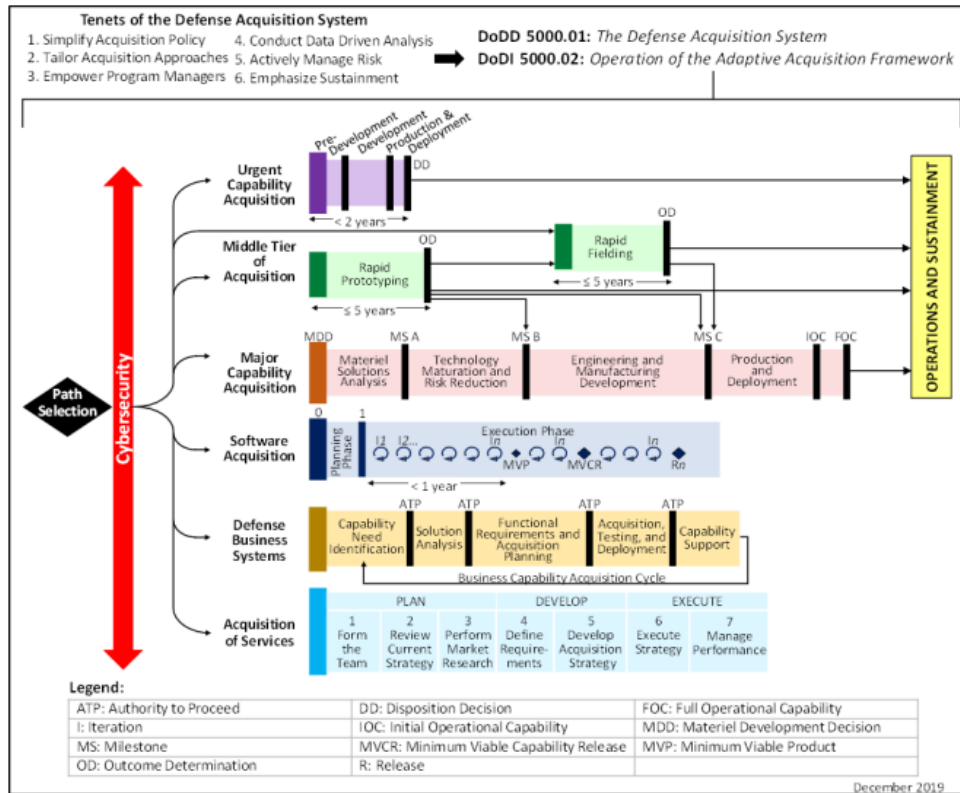 Tenets of the Defense Acquisition System
1. Simplify Acquisition Policy
2. Tailor Acquisition Approaches
3. Empower Program Managers
4. Conduct Data Driven Analysis
5. Actively Manage Risk
6. Emphasize Sustainment
DoDD 5000.01: The Defense Acquisition System
DoDI 5000.02: Operation of the Adaptive Acquisition Framework
Path
Selection
Cybersecurity
Urgent
Capability
Acquisition
Pre-
Development
Development
Production &
Deployment
DD
< 2 years
Middle Tier
of
Acquisition
Rapid
Prototyping
OD
≤ 5 years
Rapid
Fielding
OD
≤ 5 years
Major
Capability
Acquisition
MDD
Materiel
Solutions
Analysis
MS A
Technology
Maturation and
Risk Reduction
MS B
Engineering and
Manufacturing
Development
MS C
Production
and
Deployment
IOC
FOC
OPERATIONS AND SUSTAINMENT
Software
Acquisition
0
Planning
Phase
1
Execution Phase
I1
I2...
In
MVP
In
MVCR
In
Rn
< 1 year
Defense
Business
Systems
Capability
Need
Identification
ATP
Solution
Analysis
ATP
Functional
Requirements and
Acquisition
Planning
ATP
Acquisition,
Testing, and
Deployment
ATP
Capability
Support
Business Capability Acquisition Cycle
Acquisition
of Services
PLAN
DEVELOP
EXECUTE
1
Form
the
Team
2
Review
Current
Strategy
3
Perform
Market
Research
4
Define
Require-
ments
5
Develop
Acquisition
Strategy
6
Execute
Strategy
7
Manage
Performance
Legend:
ATP: Authority to Proceed
DD: Disposition Decision
FOC: Full Operational Capability
I: Iteration
IOC: Initial Operational Capability
MDD: Materiel Development Decision
MS: Milestone
MVCR: Minimum Viable Capability Release
MVP: Minimum Viable Product
OD: Outcome Determination
R: Release
December 2019